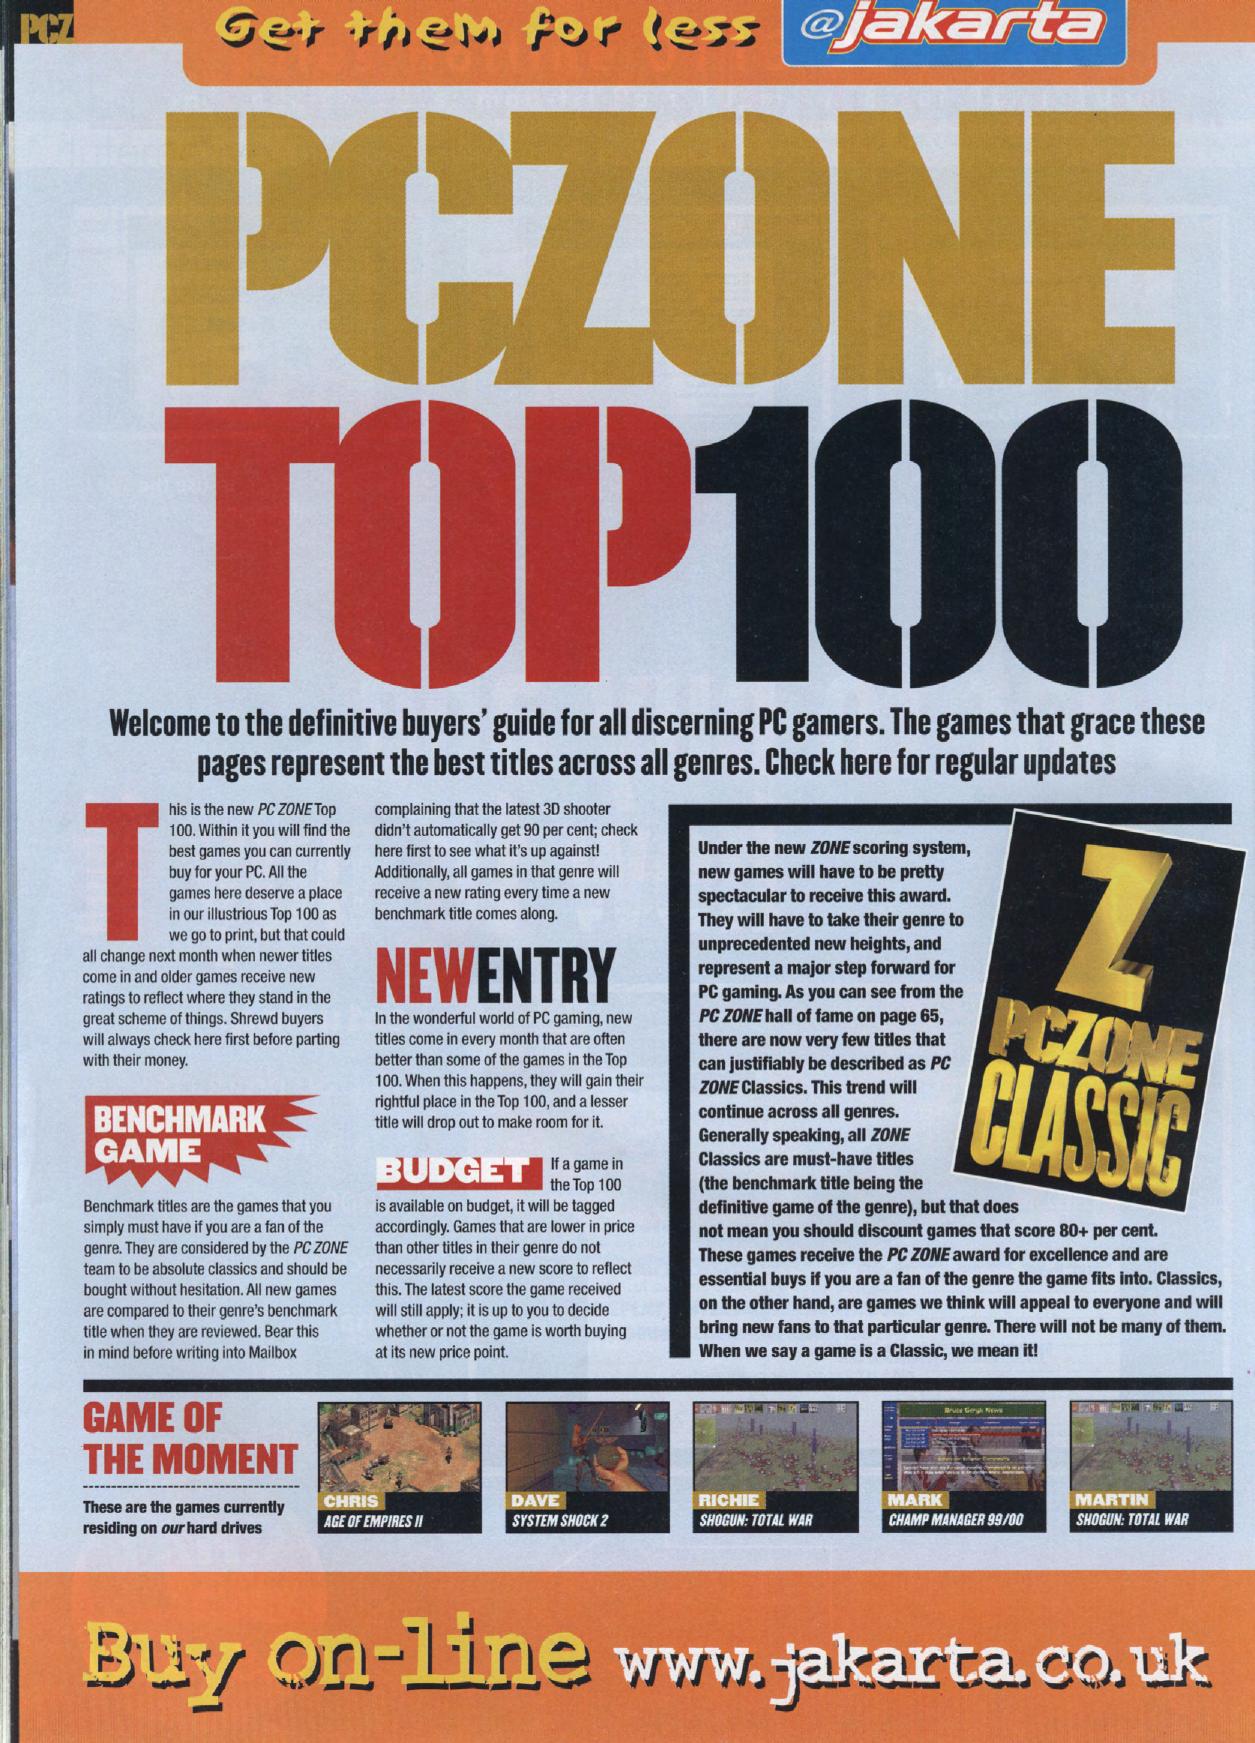 PCZ
Get them for less
@jakarta
PCZONE
TOP100
Welcome to the definitive buyers' guide for all discerning PC gamers. The games that grace these
pages represent the best titles across all genres. Check here for regular updates
This is the new PC ZONE Top
100. Within it you will find the
best games you can currently
buy for your PC. All the
games here deserve a place
in our illustrious Top 100 as
we go to print, but that could
all change next month when newer titles
come in and older games receive new
ratings to reflect where they stand in the
great scheme of things. Shrewd buyers
will always check here first before parting
with their money.
BENCHMARK
GAME
Benchmark titles are the games that you
simply must have if you are a fan of the
genre. They are considered by the PC ZONE
team to be absolute classics and should be
bought without hesitation. All new games
are compared to their genre's benchmark
title when they are reviewed. Bear this
in mind before writing into Mailbox
complaining that the latest 3D shooter
didn't automatically get 90 per cent; check
here first to see what it's up against!
Additionally, all games in that genre will
receive a new rating every time a new
benchmark title comes along.
NEWENTRY
In the wonderful world of PC gaming, new
titles come in every month that are often
better than some of the games in the Top
100. When this happens, they will gain their
rightful place in the Top 100, and a lesser
title will drop out to make room for it.
BUDGET
If a game in
the Top 100
is available on budget, it will be tagged
accordingly. Games that are lower in price
than other titles in their genre do not
necessarily receive a new score to reflect
this. The latest score the game received
will still apply; it is up to you to decide
whether or not the game is worth buying
at its new price point.
Under the new ZONE scoring system,
new games will have to be pretty
spectacular to receive this award.
They will have to take their genre to
unprecedented new heights, and
represent a major step forward for
PC gaming. As you can see from the
PC ZONE hall of fame on page 65,
there are now very few titles that
can justifiably be described as PC
ZONE Classics. This trend will
continue across all genres.
Generally speaking, all ZONE
Classics are must-have titles
(the benchmark title being the
definitive game of the genre), but that does
not mean you should discount games that score 80+ per cent.
These games receive the PC ZONE award for excellence and are
essential buys if you are a fan of the genre the game fits into. Classics,
on the other hand, are games we think will appeal to everyone and will
bring new fans to that particular genre. There will not be many of them.
When we say a game is a Classic, we mean it!
Z
PCZONE
CLASSIC
GAME OF
THE MOMENT
These are the games currently
residing on our hard drives
CHRIS
AGE OF EMPIRES II
DAVE
SYSTEM SHOCK 2
RICHIE
SHOGUN: TOTAL WAR
MARK
CHAMP MANAGER 99/00
MARTIN
SHOGUN: TOTAL WAR
Buy on-line www.jakarta.co.uk